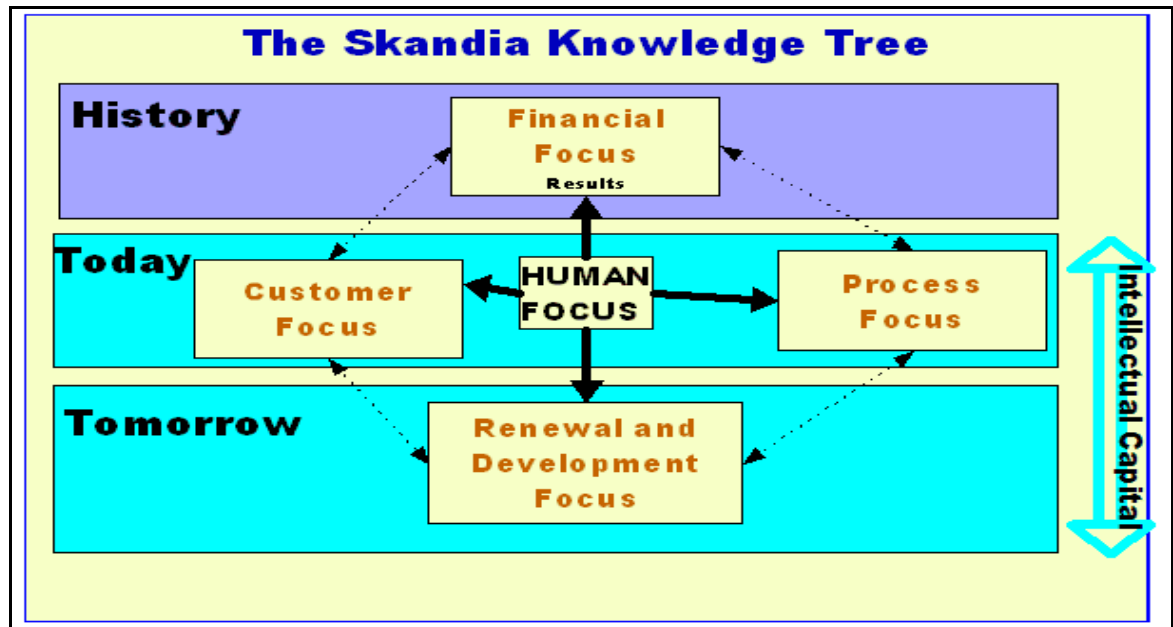 The Skandia Knowledge Tree
History
Financial
Focus
Results
Today
Customer
Focus
HUMAN
FOCUS
Process
Focus
Intellectual Capital
Tomorrow
Renewal and
Development
Focus